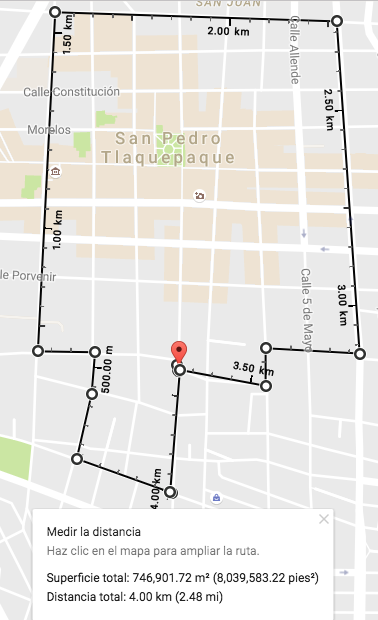 SAN JUAN
1.50 km
2.00 km
Calle Allende
Calle Constitución
2.50 km
Morelos
San Pedro
Tlaquepaque
1.00 km
le Porvenir
Calle 5 de Mayo
3.00 km
500.00 m
3.50 km
4.00 km
Medir la distancia
Haz clic en el mapa para ampliar la ruta.
Superficie total: 746,901.72 m² (8,039,583.22 pies²)
Distancia total: 4.00 km (2.48 mi)